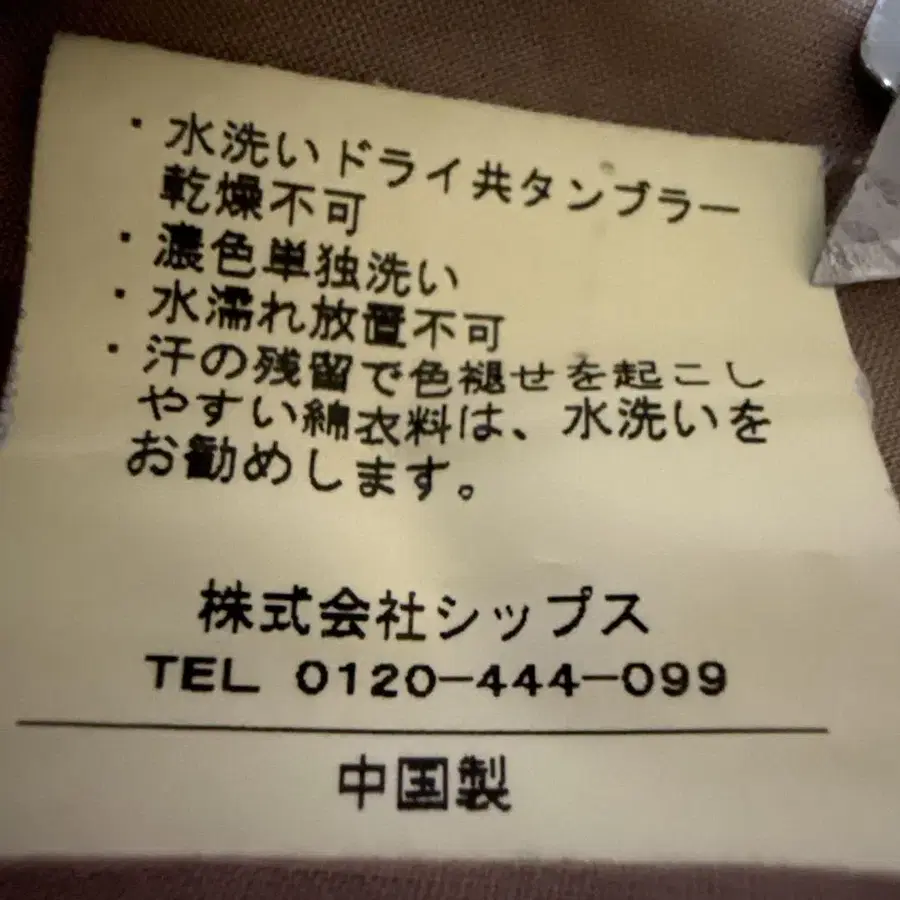 ・水洗いドライ共タンブラー
乾燥不可
・濃色単独洗い
・水濡れ放置不可
・汗の残留で色褪せを起こし
やすい綿衣料は、水洗いを
お勧めします。
株式会社シップス
TEL 0120-444-099
中国製